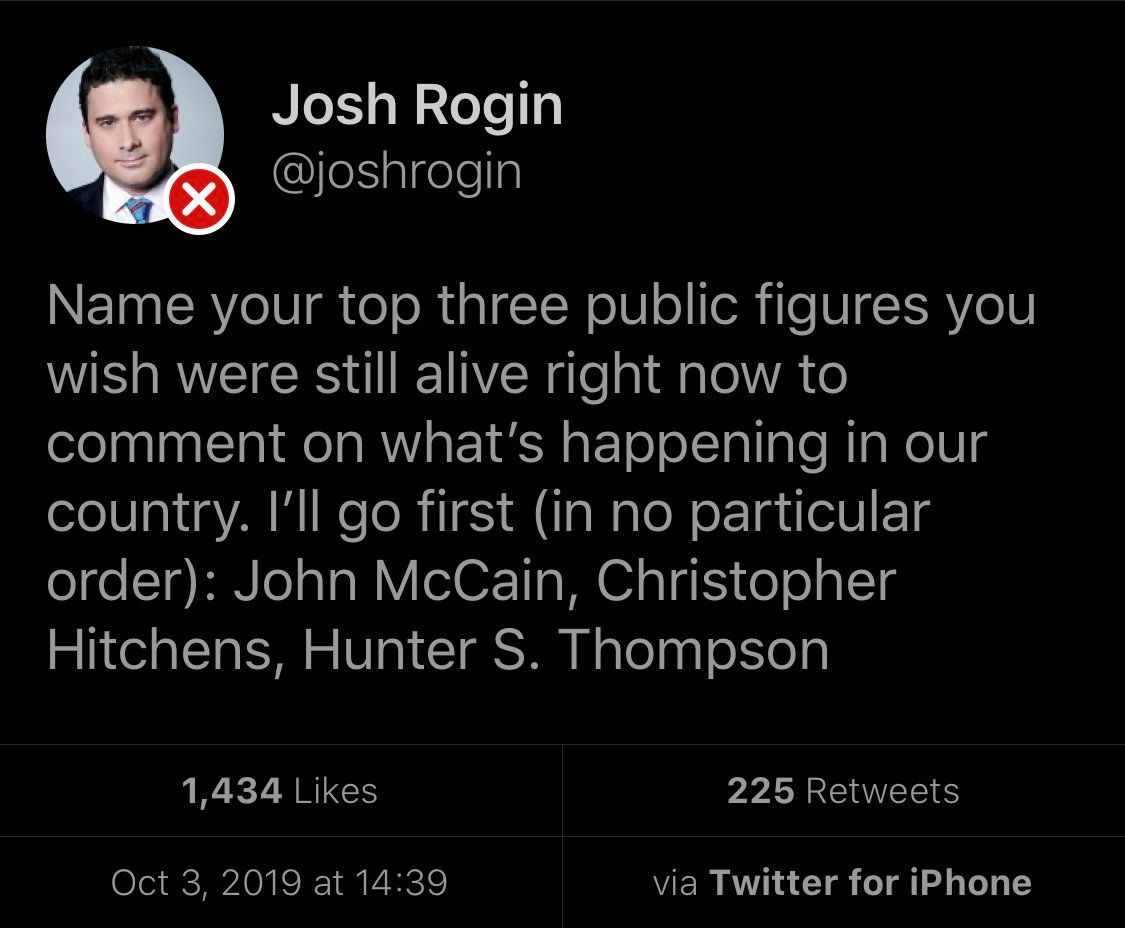 Josh Rogin
@joshrogin
Name your top three public figures you
wish were still alive right now to
comment on what’s happening in our
country. I’ll go first (in no particular
order): John McCain, Christopher
Hitchens, Hunter S. Thompson
1,434 Likes
225 Retweets
Oct 3, 2019 at 14:39
via Twitter for iPhone